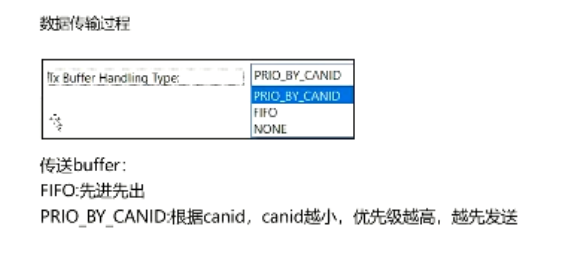 数据传输过程
Tx Buffer Handling Type:
PRIO_BY_CANID
PRIO_BY_CANID
FIFO
NONE
传送buffer：
FIFO:先进先出
PRIO_BY_CANID:根据canid，canid越小，优先级越高，越先发送